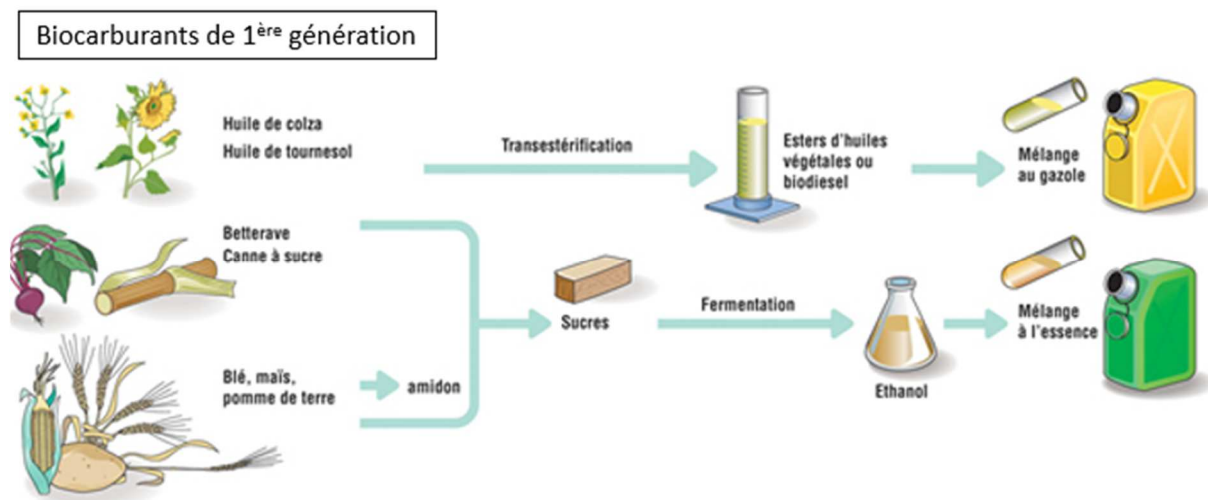 Biocarburants de 1ère génération
Huile de colza
Huile de tournesol
Transestérification
Esters d'huiles
végétales ou
biodiesel
Mélange
au gazole
Betterave
Canne à sucre
Sucres
Fermentation
Ethanol
Mélange
à l'essence
Blé, maïs,
pomme de terre
amidon